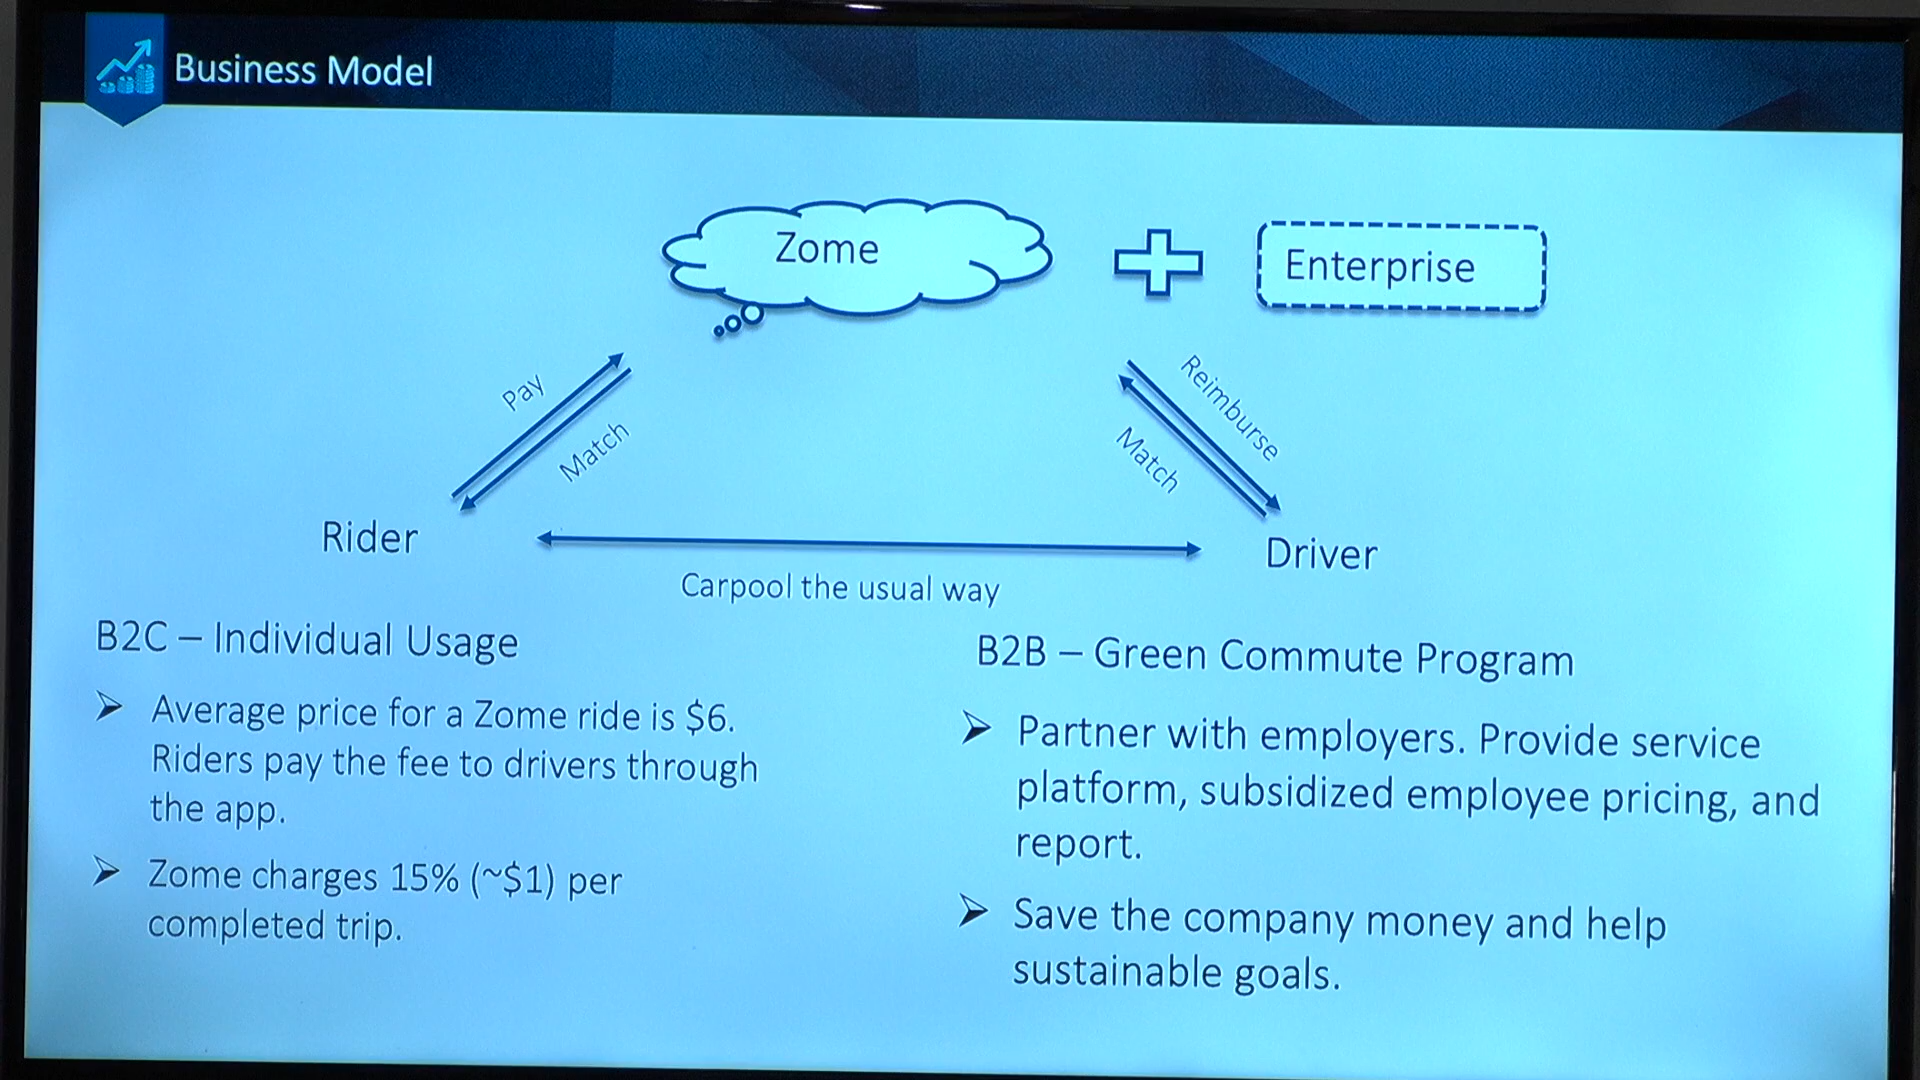 Business Model
Zome
Enterprise
Pay
Match
Reimburse
Match
Rider
Driver
Carpool the usual way
B2C – Individual Usage
Average price for a Zome ride is $6.
Riders pay the fee to drivers through
the app.
Zome charges 15% (~$1) per
completed trip.
B2B – Green Commute Program
Partner with employers. Provide service
platform, subsidized employee pricing, and
report.
Save the company money and help
sustainable goals.